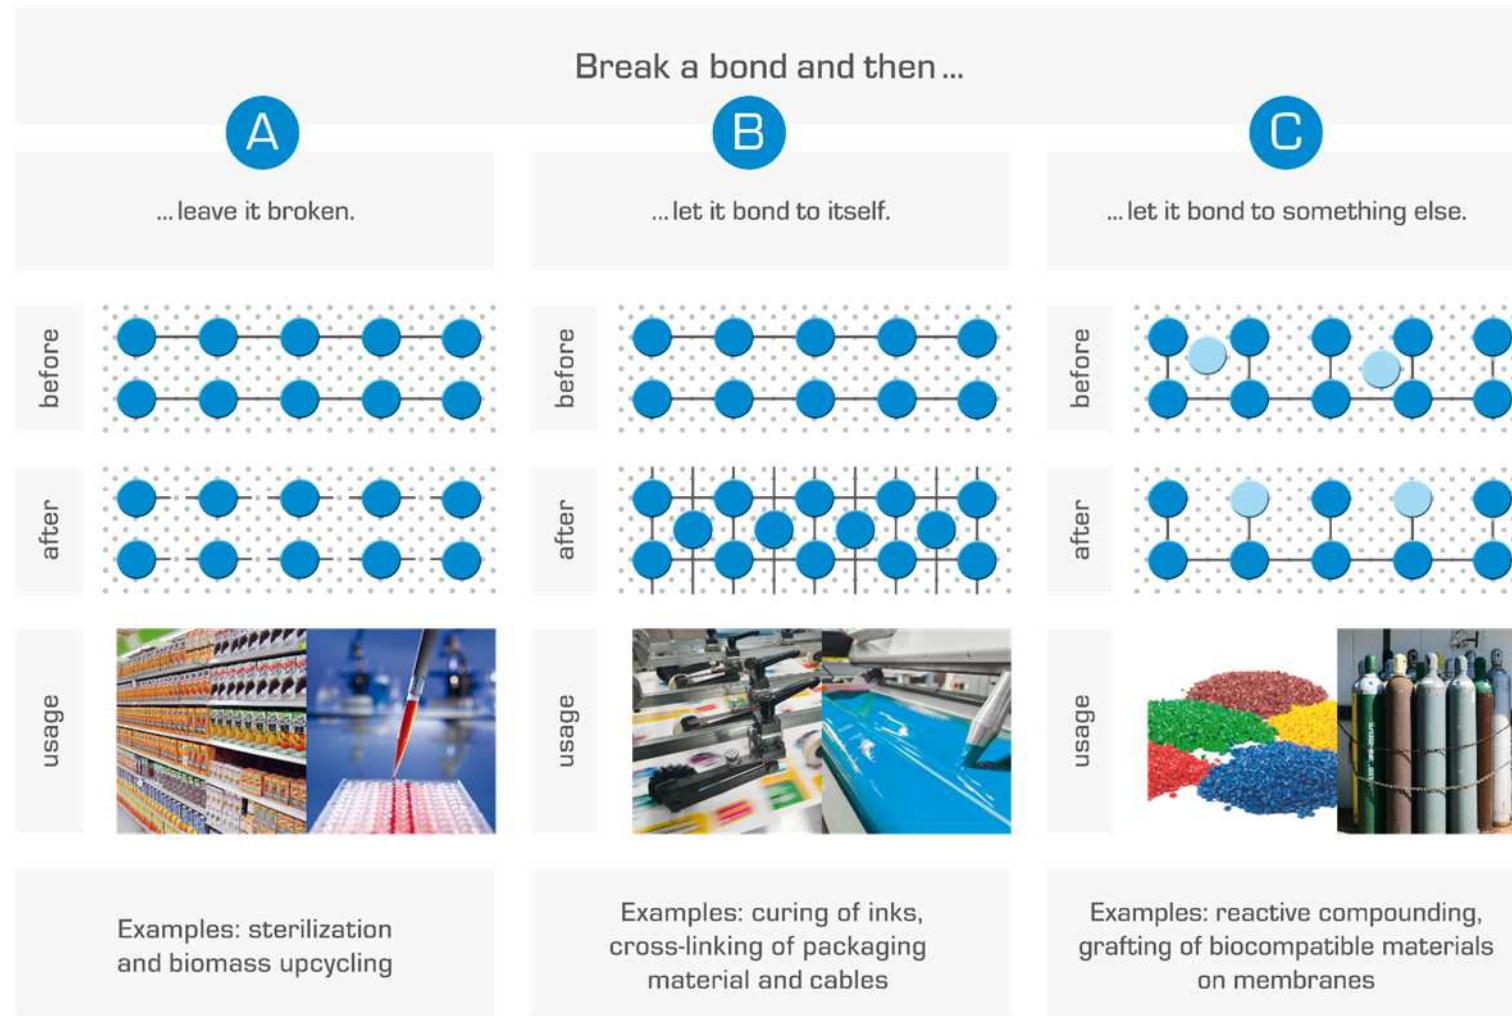 Break a bond and then ...
A
B
C
... leave it broken.
... let it bond to itself.
... let it bond to something else.
before
before
before
after
after
after
usage
usage
usage
Examples: sterilization
and biomass upcycling
Examples: curing of inks,
cross-linking of packaging
material and cables
Examples: reactive compounding,
grafting of biocompatible materials
on membranes